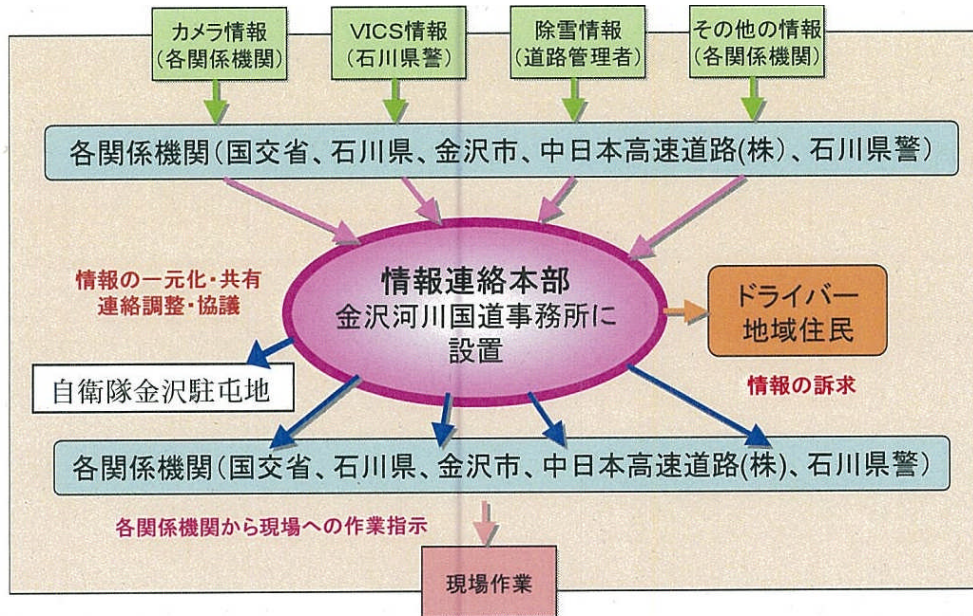 カメラ情報
(各関係機関)
VICS情報
(石川県警)
除雪情報
(道路管理者)
その他の情報
(各関係機関)
各関係機関(国交省、石川県、金沢市、中日本高速道路(株)、石川県警)
情報の一元化・共有
連絡調整・協議
情報連絡本部
金沢河川国道事務所に
設置
ドライバー
地域住民
情報の訴求
自衛隊金沢駐屯地
各関係機関(国交省、石川県、金沢市、中日本高速道路(株)、石川県警)
各関係機関から現場への作業指示
現場作業